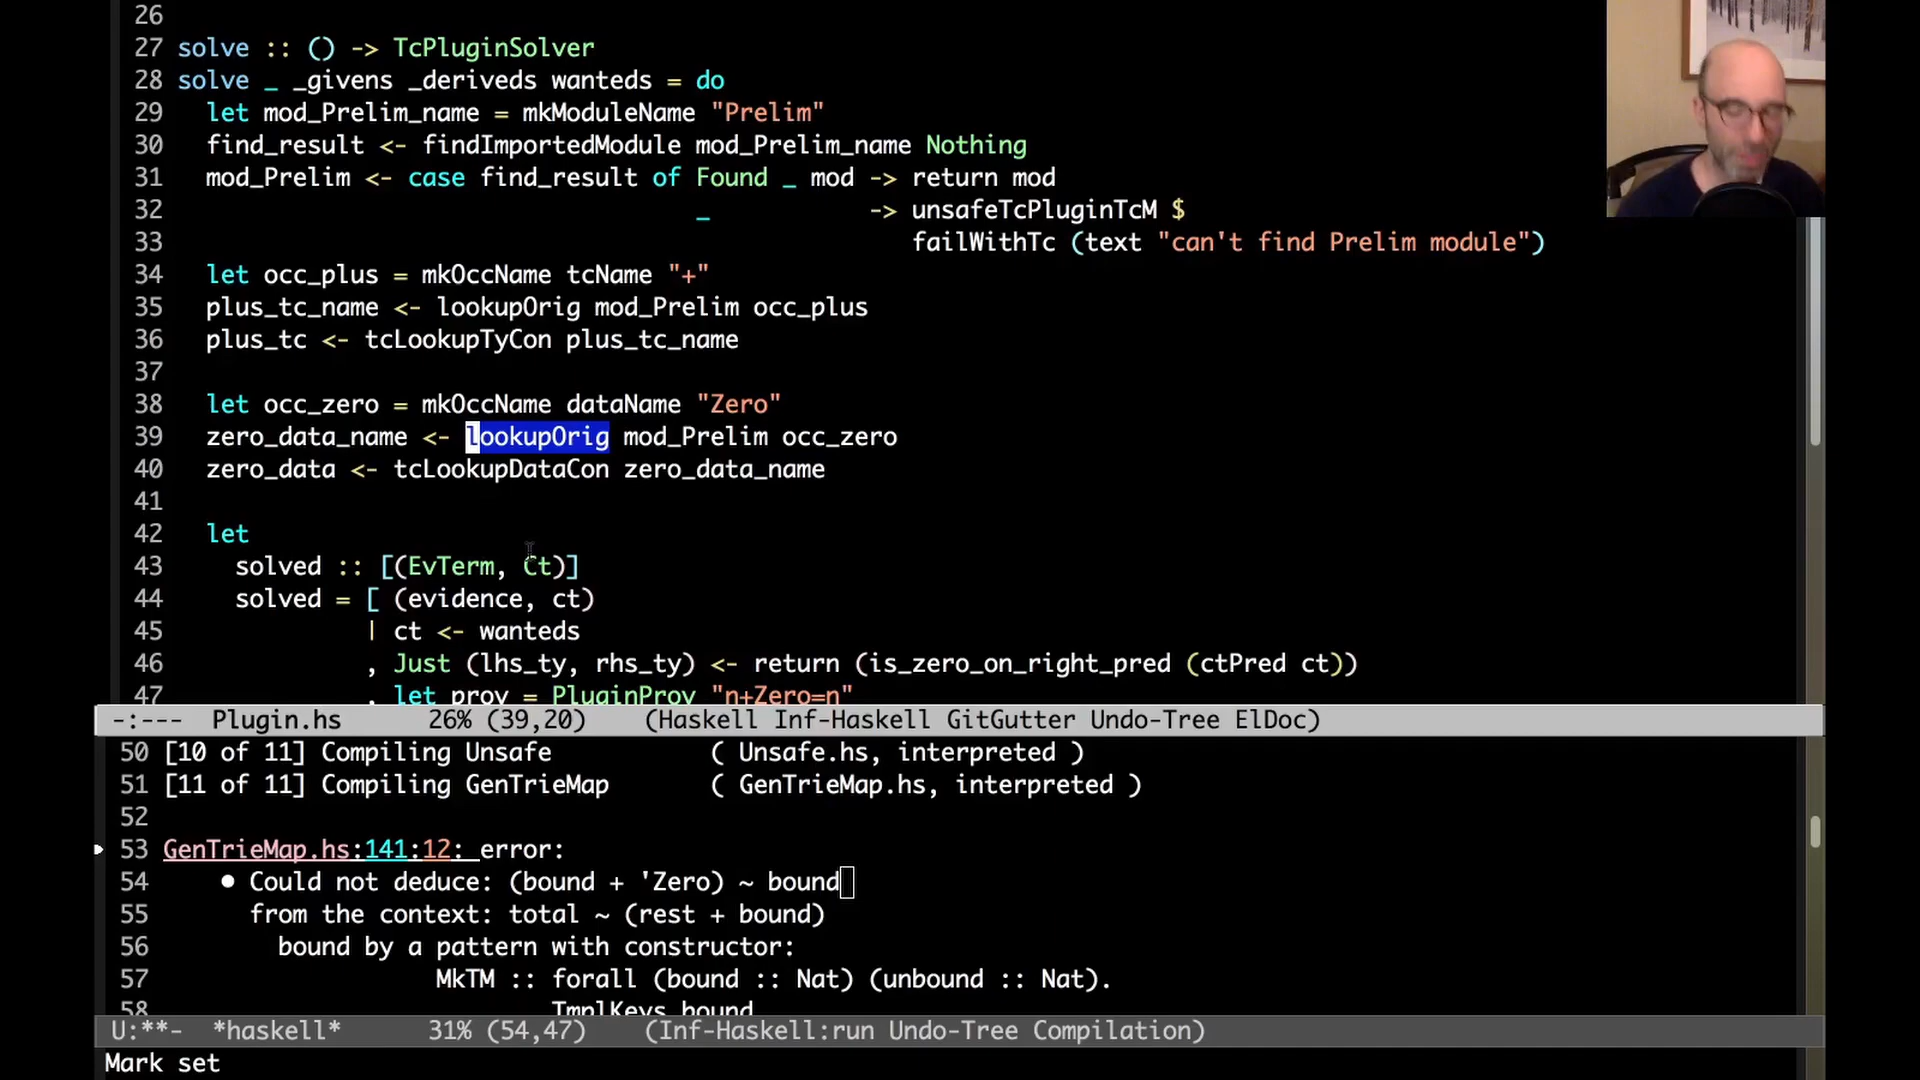 26
27 solve :: () -> TcPluginSolver
28 solve _ _givens _deriveds wanteds = do
29   let mod_Prelim_name = mkModuleName "Prelim"
30   find_result <- findImportedModule mod_Prelim_name Nothing
31   mod_Prelim <- case find_result of Found _ mod -> return mod
32                                     _           -> unsafeTcPluginTcM $
33                                                    failWithTc (text "can't find Prelim module")
34   let occ_plus = mkOccName tcName "+"
35   plus_tc_name <- lookupOrig mod_Prelim occ_plus
36   plus_tc <- tcLookupTyCon plus_tc_name
37
38   let occ_zero = mkOccName dataName "Zero"
39   zero_data_name <- lookupOrig mod_Prelim occ_zero
40   zero_data <- tcLookupDataCon zero_data_name
41
42   let
43     solved :: [(EvTerm, Ct)]
44     solved = [ (evidence, ct)
45              | ct <- wanteds
46              , Just (lhs_ty, rhs_ty) <- return (is_zero_on_right_pred (ctPred ct))
47              , let prov = PluginProv "n+Zero=n"
-:---  Plugin.hs      26% (39,20)    (Haskell Inf-Haskell GitGutter Undo-Tree ElDoc)
50 [10 of 11] Compiling Unsafe           ( Unsafe.hs, interpreted )
51 [11 of 11] Compiling GenTrieMap       ( GenTrieMap.hs, interpreted )
52
53 GenTrieMap.hs:141:12: error:
54     • Could not deduce: (bound + 'Zero) ~ bound
55       from the context: total ~ (rest + bound)
56         bound by a pattern with constructor:
57                    MkTM :: forall (bound :: Nat) (unbound :: Nat).
58                            TmplKeys bound
U:**-  *haskell*      31% (54,47)    (Inf-Haskell:run Undo-Tree Compilation)
Mark set